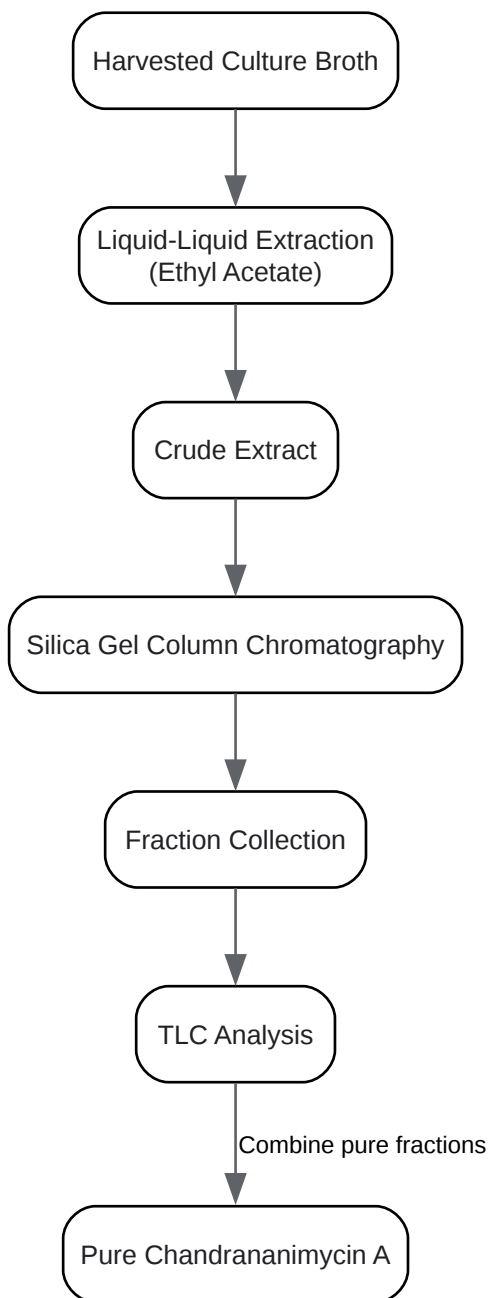 Harvested Culture Broth
Liquid-Liquid Extraction
(Ethyl Acetate)
Crude Extract
Silica Gel Column Chromatography
Fraction Collection
TLC Analysis
Combine pure fractions
Pure Chandrananimycin A